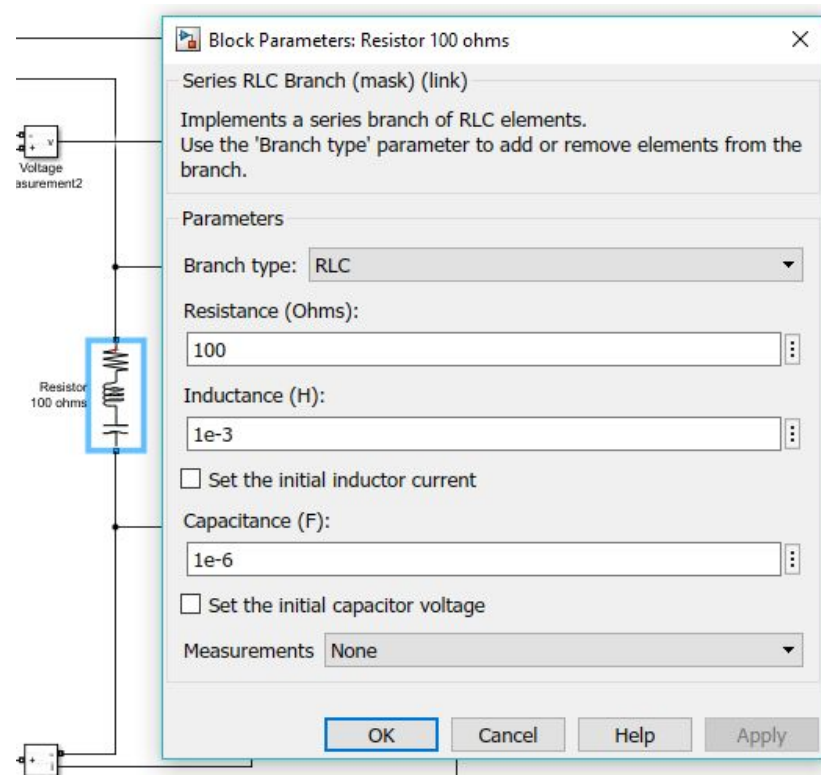 Block Parameters: Resistor 100 ohms
Series RLC Branch (mask) (link)
Implements a series branch of RLC elements.
Use the 'Branch type' parameter to add or remove elements from the
branch.
Parameters
Branch type: RLC
Resistance (Ohms):
100
Inductance (H):
1e-3
Set the initial inductor current
Capacitance (F):
1e-6
Set the initial capacitor voltage
Measurements None
OK Cancel Help Apply
- v
+
Voltage
asurement2
Resistor
100 ohms
+ -
i